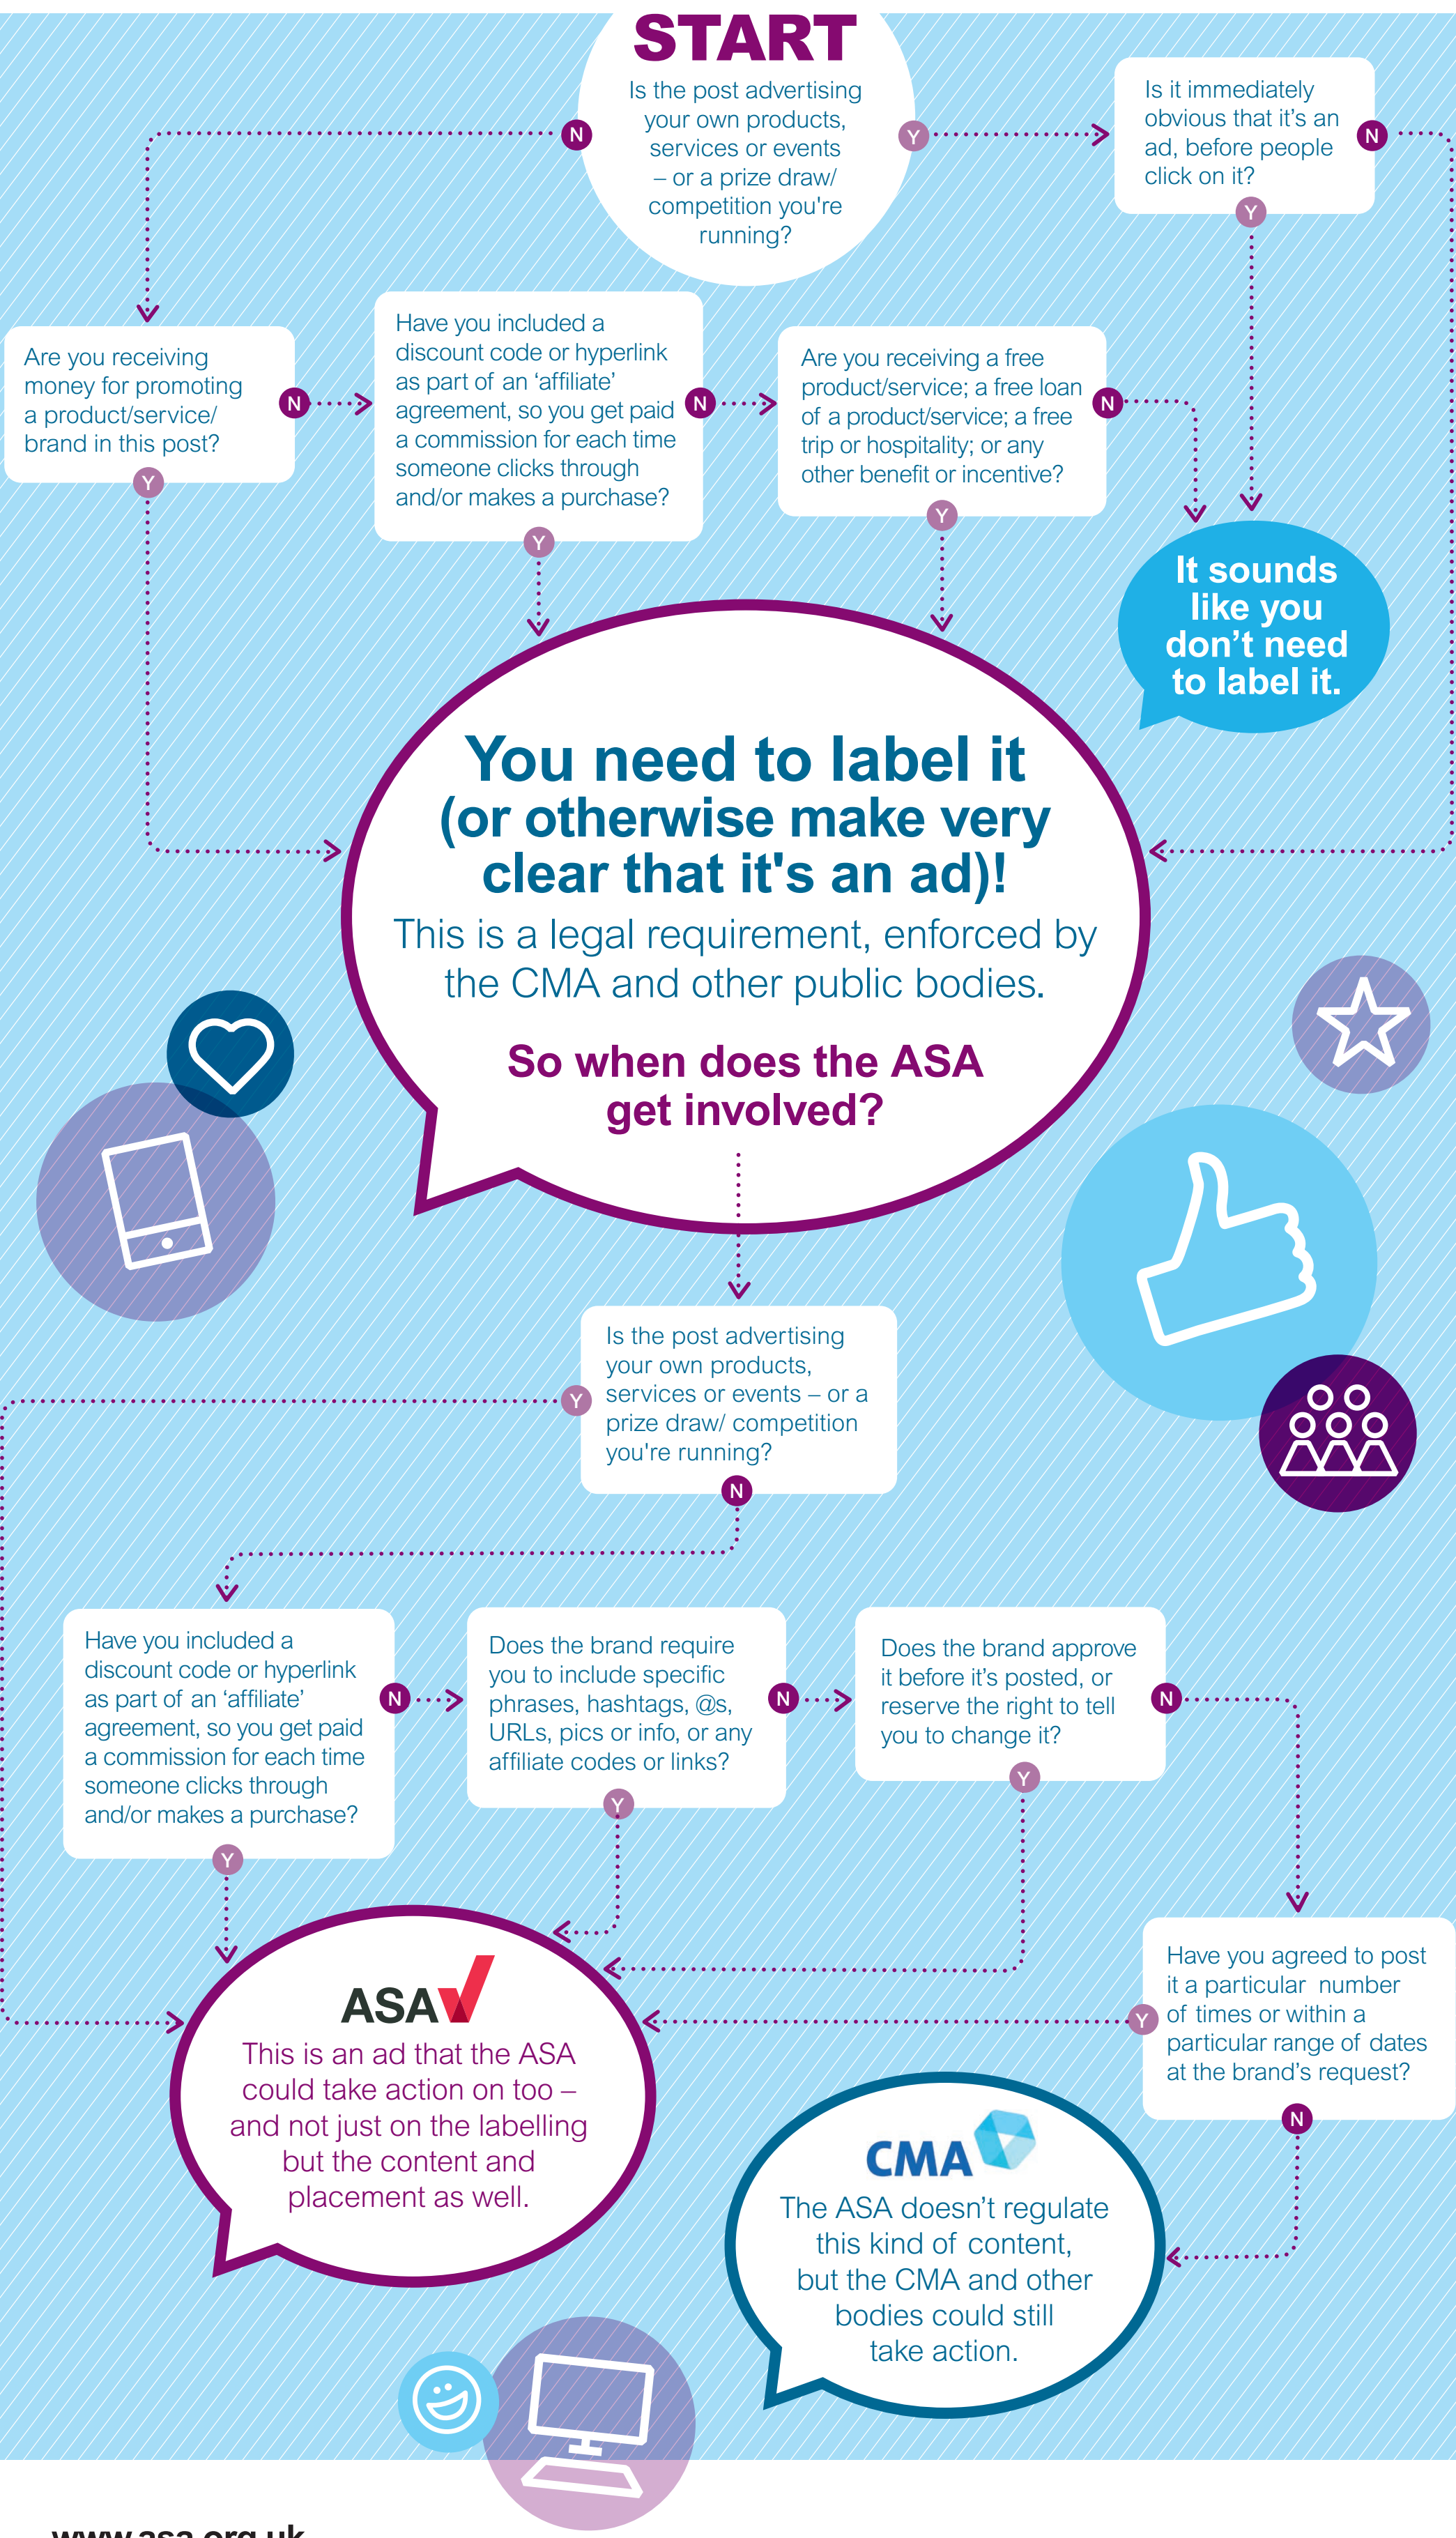 START
Is the post advertising
your own products,
services or events
– or a prize draw/
competition you're
running?
N
Y
Is it immediately
obvious that it’s an
ad, before people
click on it?
N
Y
Are you receiving
money for promoting
a product/service/
brand in this post?
N
Y
Have you included a
discount code or hyperlink
as part of an ‘affiliate’
agreement, so you get paid
a commission for each time
someone clicks through
and/or makes a purchase?
N
Y
Are you receiving a free
product/service; a free loan
of a product/service; a free
trip or hospitality; or any
other benefit or incentive?
N
Y
It sounds
like you
don’t need
to label it.
You need to label it
(or otherwise make very
clear that it's an ad)!
This is a legal requirement, enforced by
the CMA and other public bodies.
So when does the ASA
get involved?
Is the post advertising
your own products,
services or events – or a
prize draw/ competition
you're running?
Y
N
Have you included a
discount code or hyperlink
as part of an ‘affiliate’
agreement, so you get paid
a commission for each time
someone clicks through
and/or makes a purchase?
N
Y
Does the brand require
you to include specific
phrases, hashtags, @s,
URLs, pics or info, or any
affiliate codes or links?
N
Y
Does the brand approve
it before it’s posted, or
reserve the right to tell
you to change it?
N
Y
Have you agreed to post
it a particular number
of times or within a
particular range of dates
at the brand’s request?
Y
N
ASA
This is an ad that the ASA
could take action on too –
and not just on the labelling
but the content and
placement as well.
CMA
The ASA doesn’t regulate
this kind of content,
but the CMA and other
bodies could still
take action.
www.asa.org.uk